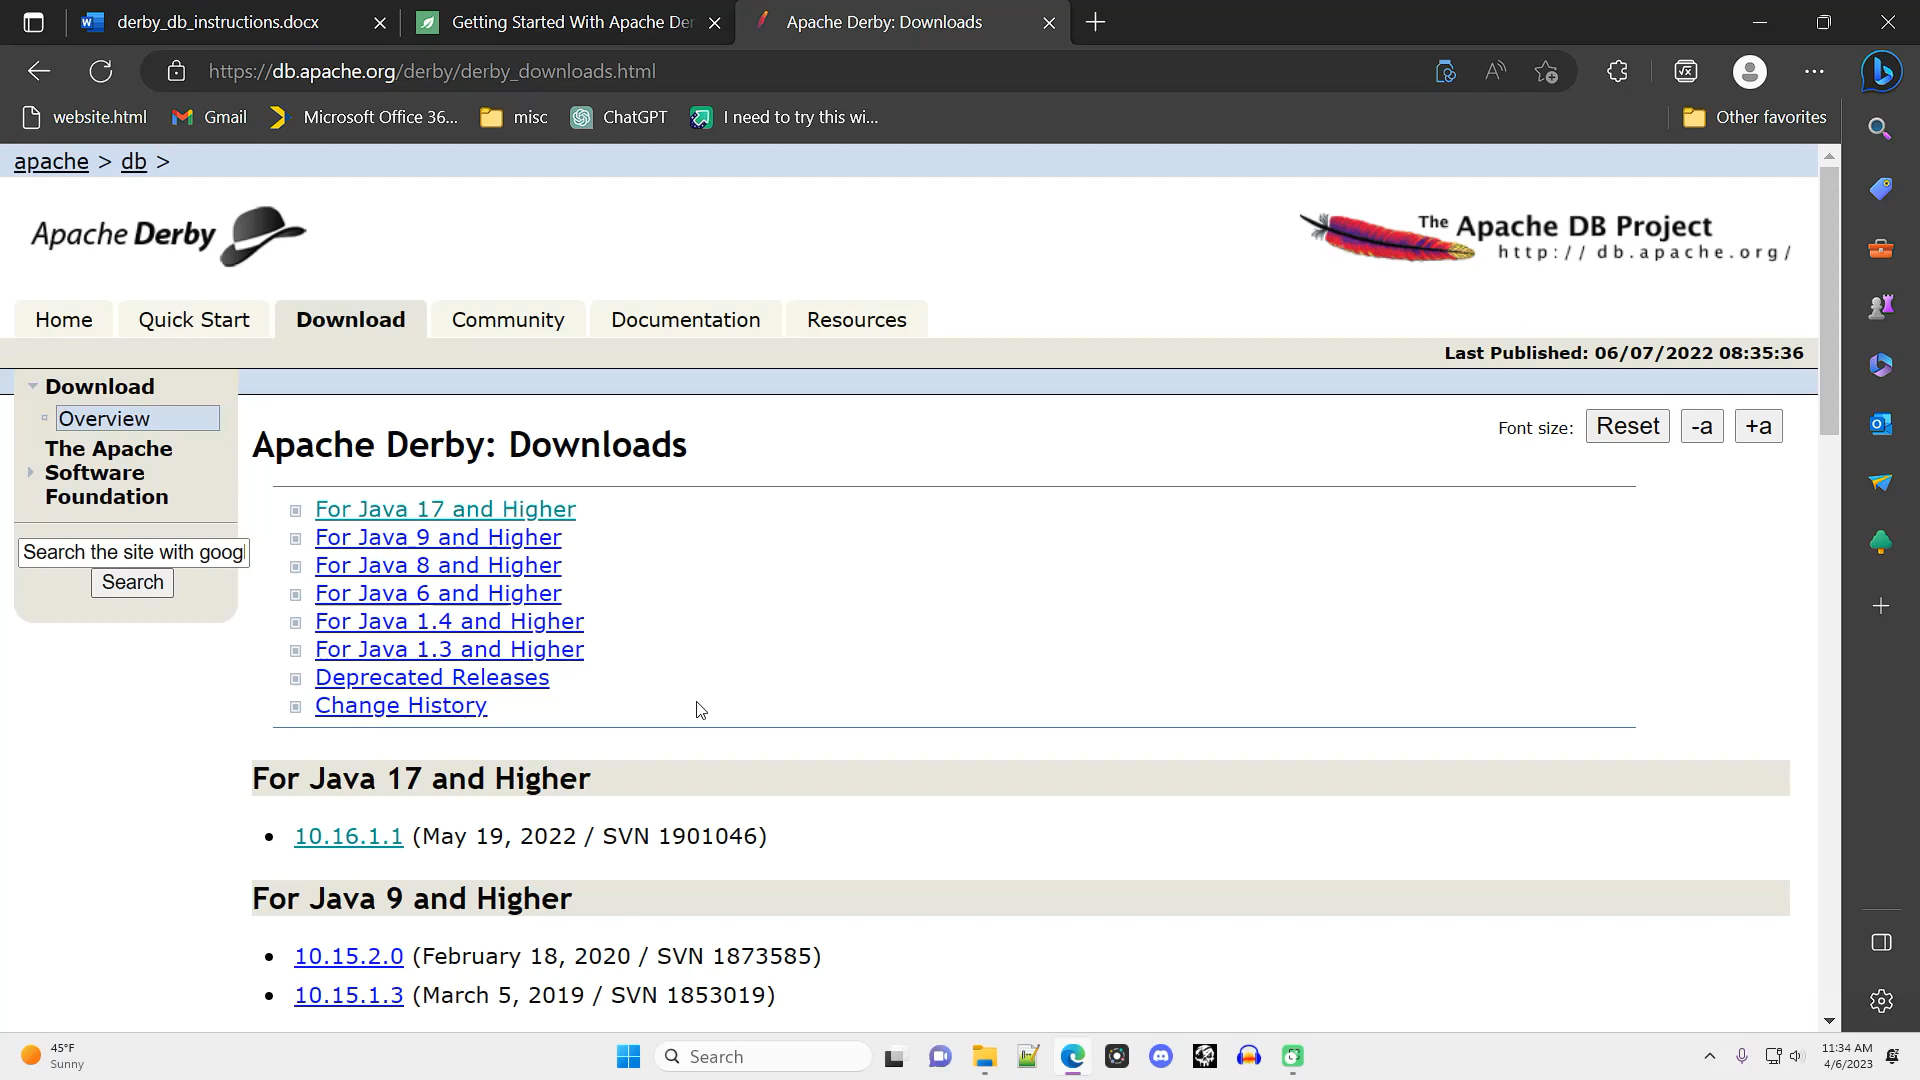 derby_db_instructions.docx
Getting Started With Apache Der
Apache Derby: Downloads
https://db.apache.org/derby/derby_downloads.html
website.html
Gmail
Microsoft Office 36...
misc
ChatGPT
I need to try this wi...
Other favorites
apache > db >
Apache Derby
The Apache DB Project
http://db.apache.org/
Home
Quick Start
Download
Community
Documentation
Resources
Last Published: 06/07/2022 08:35:36
Download
Overview
The Apache
Software
Foundation
Search the site with googl
Search
Font size: Reset -a +a
Apache Derby: Downloads
For Java 17 and Higher
For Java 9 and Higher
For Java 8 and Higher
For Java 6 and Higher
For Java 1.4 and Higher
For Java 1.3 and Higher
Deprecated Releases
Change History
For Java 17 and Higher
10.16.1.1 (May 19, 2022 / SVN 1901046)
For Java 9 and Higher
10.15.2.0 (February 18, 2020 / SVN 1873585)
10.15.1.3 (March 5, 2019 / SVN 1853019)
45°F
Sunny
Search
11:34 AM
4/6/2023